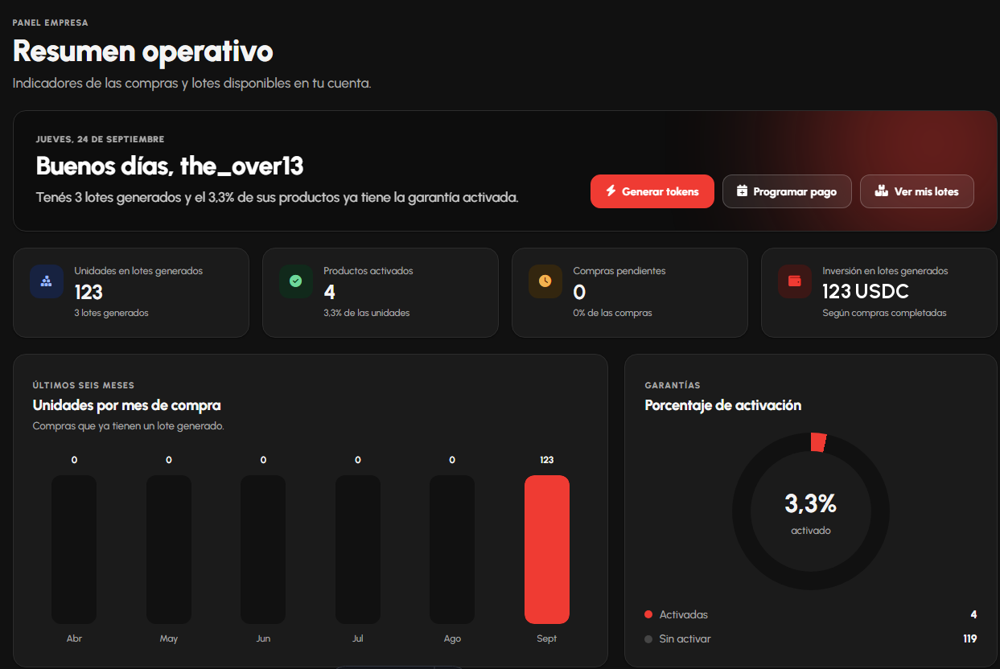 PANEL EMPRESA
Resumen operativo
Indicadores de las compras y lotes disponibles en tu cuenta.
JUEVES, 24 DE SEPTIEMBRE
Buenos días, the_over13
Tenés 3 lotes generados y el 3,3% de sus productos ya tiene la garantía activada.
Generar tokens
Programar pago
Ver mis lotes
Unidades en lotes generados
123
3 lotes generados
Productos activados
4
3,3% de las unidades
Compras pendientes
0
0% de las compras
Inversión en lotes generados
123 USDC
Según compras completadas
ÚLTIMOS SEIS MESES
Unidades por mes de compra
Compras que ya tienen un lote generado.
0 0 0 0 0 123
Abr May Jun Jul Ago Sept
GARANTÍAS
Porcentaje de activación
3,3%
activado
Activadas 4
Sin activar 119